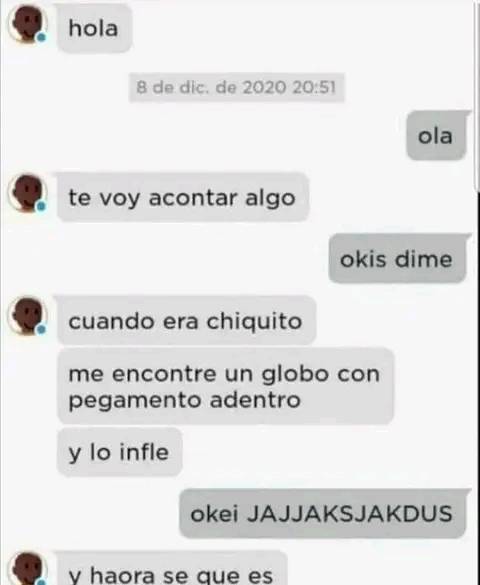 hola
8 de dic. de 2020 20:51
ola
te voy acontar algo
okis dime
cuando era chiquito
me encontre un globo con
pegamento adentro
y lo infle
okei JAJJAKSJAKDUS
y haora se que es